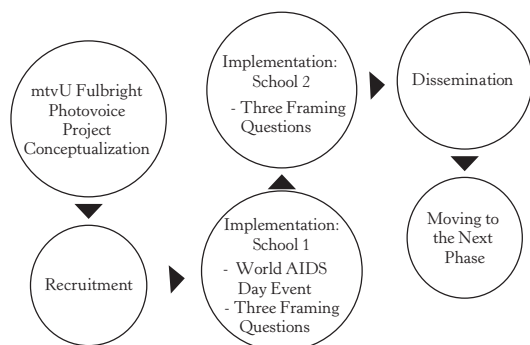 mtvU Fulbright
Photovoice
Project
Conceptualization
Recruitment
Implementation:
School 1
- World AIDS
Day Event
- Three Framing
Questions
Implementation:
School 2
- Three Framing
Questions
Dissemination
Moving to
the Next
Phase